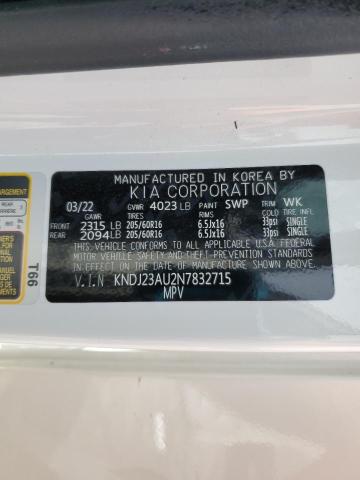 MANUFACTURED IN KOREA BY
KIA CORPORATION
03/22 GVWR 4023 LB PAINT SWP TRIM WK
GAWR TIRES RIMS COLD TIRE INFL.
FRONT 2315 LB 205/60R16 6.5Jx16 33psi SINGLE
REAR 2094 LB 205/60R16 6.5Jx16 33psi SINGLE
THIS VEHICLE CONFORMS TO ALL APPLICABLE U.S.A FEDERAL
MOTOR VEHICLE SAFETY AND THEFT PREVENTION STANDARDS
IN EFFECT ON THE DATE OF MANUFACTURE SHOWN ABOVE.
V.I.N KNDJ23AU2N7832715
MPV
T66